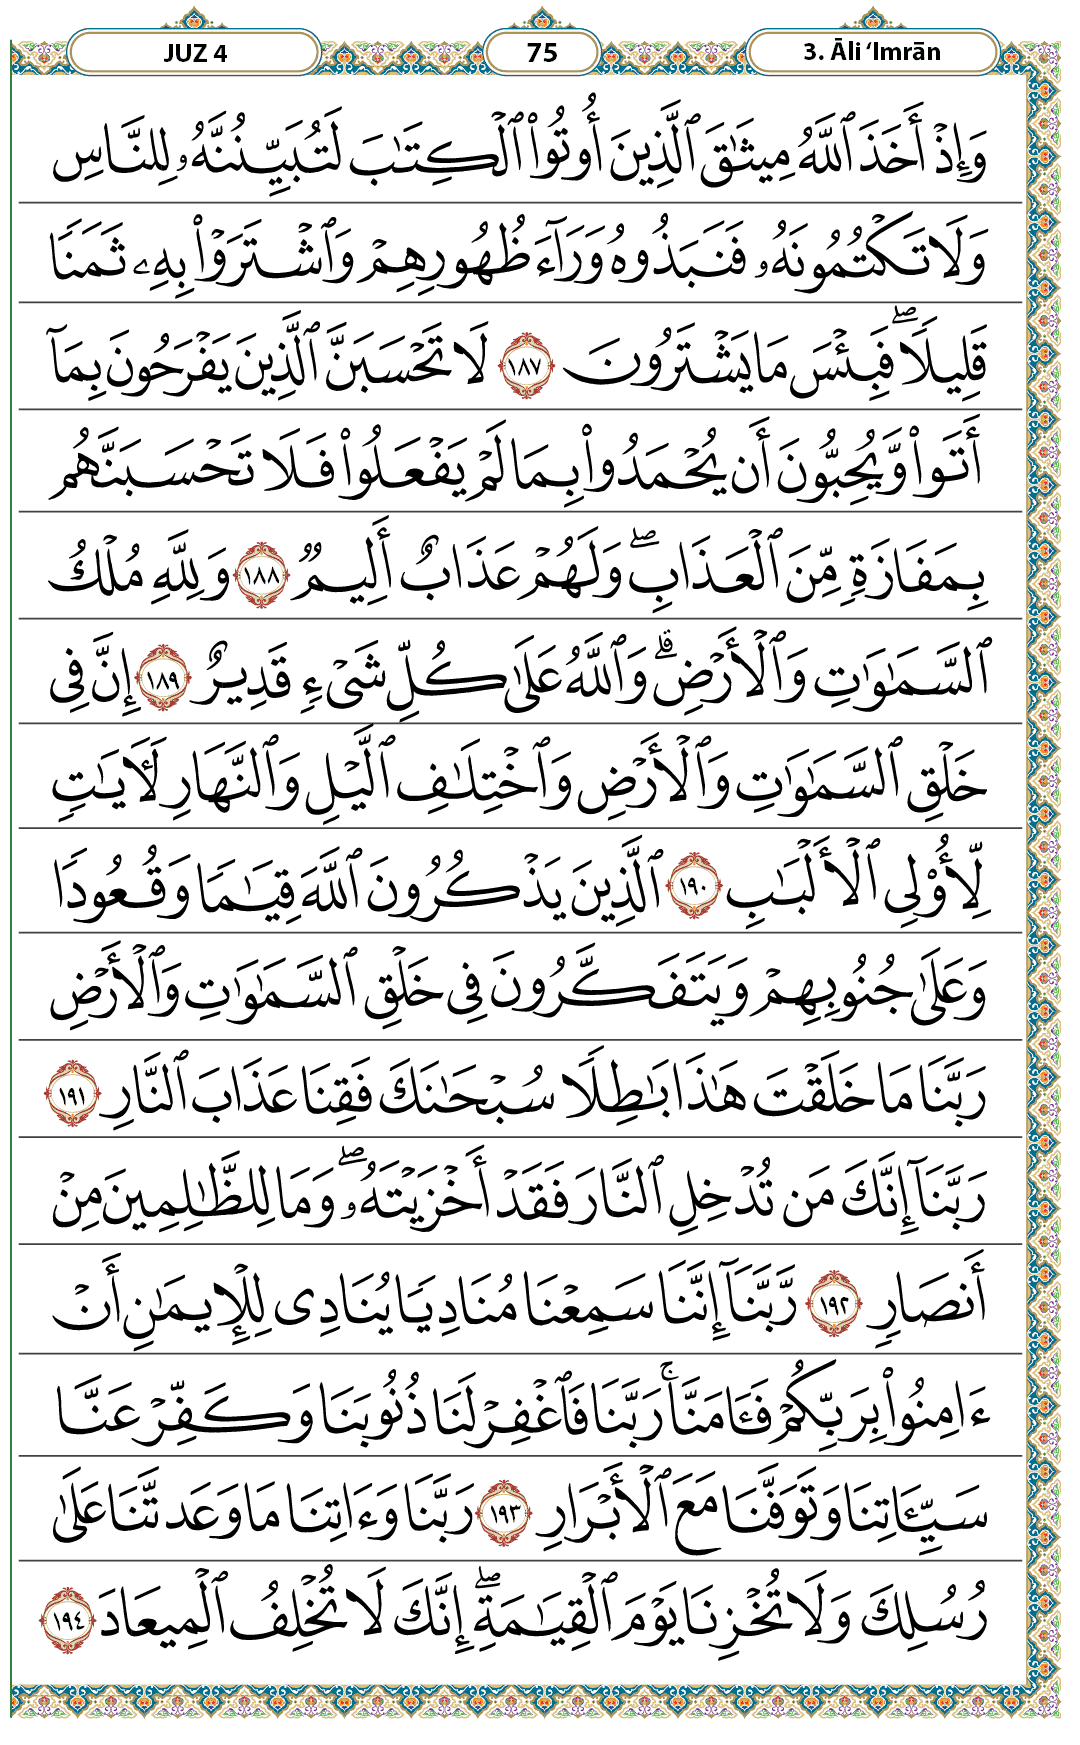 JUZ 4
75
3. Āli ‘Imrān
وَإِذۡ أَخَذَ ٱللَّهُ مِيثَٰقَ ٱلَّذِينَ أُوتُواْ ٱلۡكِتَٰبَ لَتُبَيِّنُنَّهُۥ لِلنَّاسِ
وَلَا تَكۡتُمُونَهُۥ فَنَبَذُوهُ وَرَآءَ ظُهُورِهِمۡ وَٱشۡتَرَوۡاْ بِهِۦ ثَمَنٗا
قَلِيلٗاۖ فَبِئۡسَ مَا يَشۡتَرُونَ ١٨٧ لَا تَحۡسَبَنَّ ٱلَّذِينَ يَفۡرَحُونَ بِمَآ
أَتَواْ وَّيُحِبُّونَ أَن يُحۡمَدُواْ بِمَا لَمۡ يَفۡعَلُواْ فَلَا تَحۡسَبَنَّهُم
بِمَفَازَةٖ مِّنَ ٱلۡعَذَابِۖ وَلَهُمۡ عَذَابٌ أَلِيمٞ ١٨٨ وَلِلَّهِ مُلۡكُ
ٱلسَّمَٰوَٰتِ وَٱلۡأَرۡضِۗ وَٱللَّهُ عَلَىٰ كُلِّ شَيۡءٖ قَدِيرٌ ١٨٩ إِنَّ فِي
خَلۡقِ ٱلسَّمَٰوَٰتِ وَٱلۡأَرۡضِ وَٱخۡتِلَٰفِ ٱلَّيۡلِ وَٱلنَّهَارِ لَأٓيَٰتٖ
لِّأُوْلِي ٱلۡأَلۡبَٰبِ ١٩٠ ٱلَّذِينَ يَذۡكُرُونَ ٱللَّهَ قِيَٰمٗا وَقُعُودٗا
وَعَلَىٰ جُنُوبِهِمۡ وَيَتَفَكَّرُونَ فِي خَلۡقِ ٱلسَّمَٰوَٰتِ وَٱلۡأَرۡضِ
رَبَّنَا مَا خَلَقۡتَ هَٰذَا بَٰطِلٗا سُبۡحَٰنَكَ فَقِنَا عَذَابَ ٱلنَّارِ ١٩١
رَبَّنَآ إِنَّكَ مَن تُدۡخِلِ ٱلنَّارَ فَقَدۡ أَخۡزَيۡتَهُۥۖ وَمَا لِلظَّٰلِمِينَ مِنۡ
أَنصَارٖ ١٩٢ رَّبَّنَآ إِنَّنَا سَمِعۡنَا مُنَادِيٗا يُنَادِي لِلۡإِيمَٰنِ أَنۡ
ءَامِنُواْ بِرَبِّكُمۡ فَـَٔامَنَّاۚ رَبَّنَا فَٱغۡفِرۡ لَنَا ذُنُوبَنَا وَكَفِّرۡ عَنَّا
سَيِّـَٔاتِنَا وَتَوَفَّنَا مَعَ ٱلۡأَبۡرَارِ ١٩٣ رَبَّنَا وَءَاتِنَا مَا وَعَدتَّنَا عَلَىٰ
رُسُلِكَ وَلَا تُخۡزِنَا يَوۡمَ ٱلۡقِيَٰمَةِۖ إِنَّكَ لَا تُخۡلِفُ ٱلۡمِيعَادَ ١٩٤